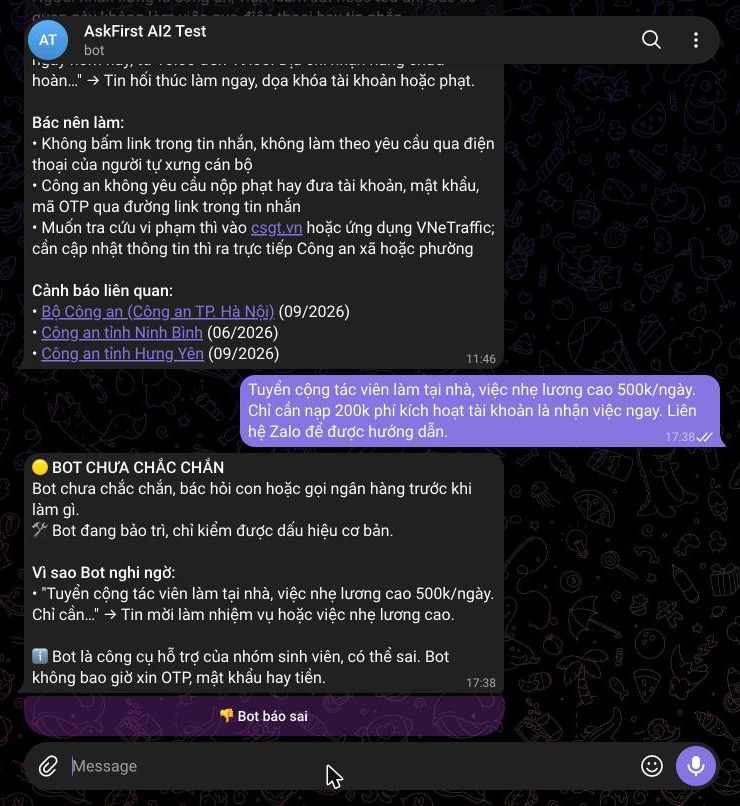 AT
AskFirst AI2 Test
bot
hoàn…" → Tin hối thúc làm ngay, dọa khóa tài khoản hoặc phạt.
Bác nên làm:
• Không bấm link trong tin nhắn, không làm theo yêu cầu qua điện
thoại của người tự xưng cán bộ
• Công an không yêu cầu nộp phạt hay đưa tài khoản, mật khẩu,
mã OTP qua đường link trong tin nhắn
• Muốn tra cứu vi phạm thì vào csgt.vn hoặc ứng dụng VNeTraffic;
cần cập nhật thông tin thì ra trực tiếp Công an xã hoặc phường
Cảnh báo liên quan:
• Bộ Công an (Công an TP. Hà Nội) (09/2026)
• Công an tỉnh Ninh Bình (06/2026)
• Công an tỉnh Hưng Yên (09/2026)
11:46
Tuyển cộng tác viên làm tại nhà, việc nhẹ lương cao 500k/ngày.
Chỉ cần nạp 200k phí kích hoạt tài khoản là nhận việc ngay. Liên
hệ Zalo để được hướng dẫn.
17:38
🟡 BOT CHƯA CHẮC CHẮN
Bot chưa chắc chắn, bác hỏi con hoặc gọi ngân hàng trước khi
làm gì.
🛠 Bot đang bảo trì, chỉ kiểm được dấu hiệu cơ bản.
Vì sao Bot nghi ngờ:
• "Tuyển cộng tác viên làm tại nhà, việc nhẹ lương cao 500k/ngày.
Chỉ cần…" → Tin mời làm nhiệm vụ hoặc việc nhẹ lương cao.
ℹ️ Bot là công cụ hỗ trợ của nhóm sinh viên, có thể sai. Bot
không bao giờ xin OTP, mật khẩu hay tiền.
17:38
👎 Bot báo sai
Message